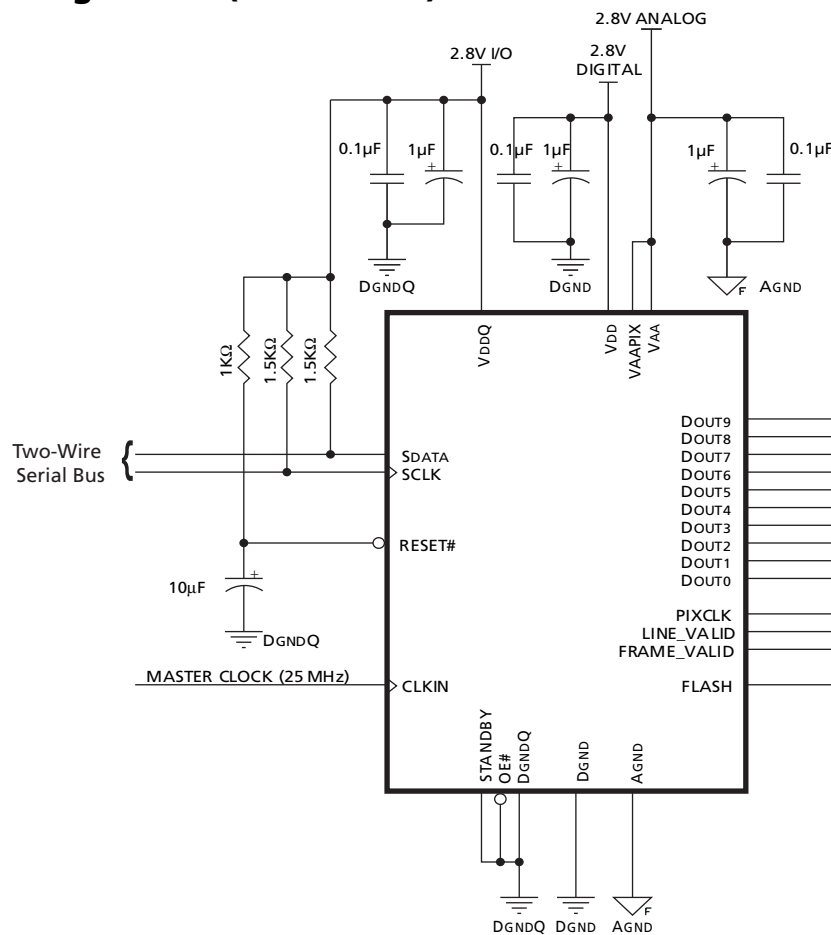 2.8V ANALOG
2.8V I/O
2.8V
DIGITAL
0.1µF
1µF
0.1µF
1µF
1µF
0.1µF
DGNDQ
DGND
F
AGND
1KΩ
1.5KΩ
1.5KΩ
VDDQ
VDD
VAAPIX
VAA
Two-Wire
Serial Bus
{
SDATA
SCLK
RESET#
10µF
DGNDQ
MASTER CLOCK (25 MHz)
CLKIN
DOUT9
DOUT8
DOUT7
DOUT6
DOUT5
DOUT4
DOUT3
DOUT2
DOUT1
DOUT0
PIXCLK
LINE_VALID
FRAME_VALID
FLASH
STANDBY
OE#
DGNDQ
DGND
AGND
F
DGNDQ
DGND
AGND